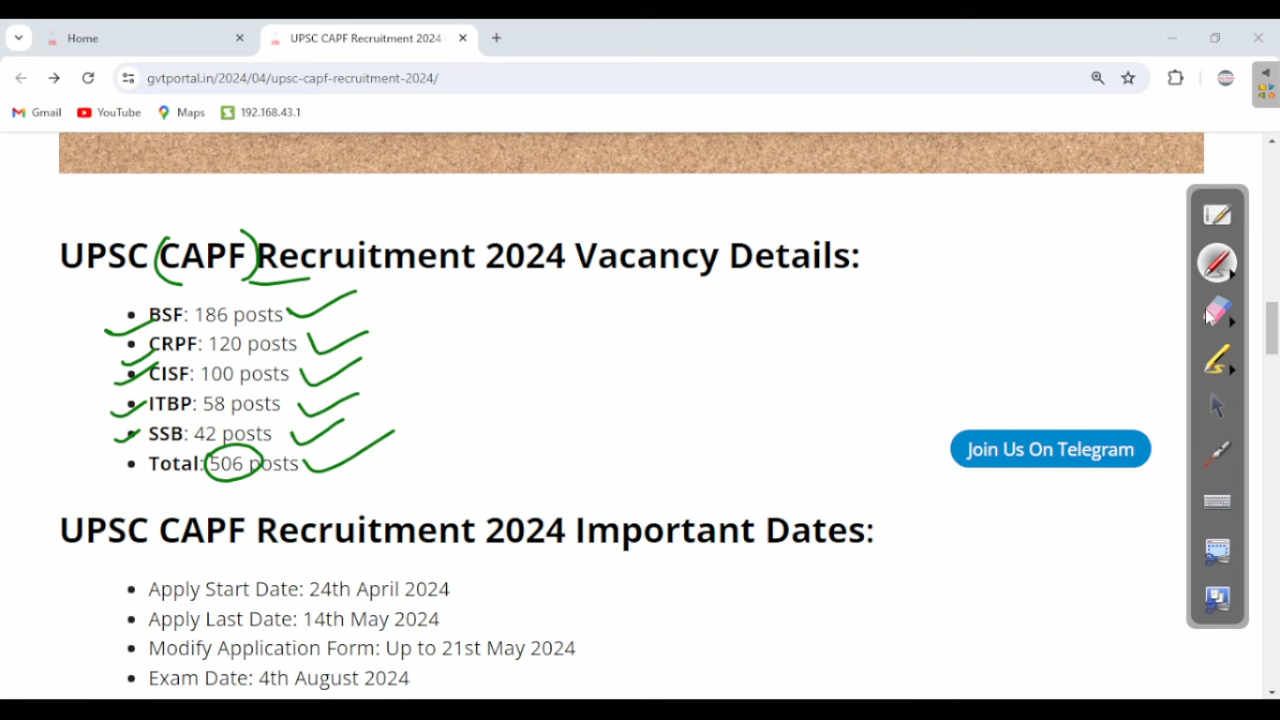 Home
UPSC CAPF Recruitment 2024
gvtportal.in/2024/04/upsc-capf-recruitment-2024/
Gmail YouTube Maps 192.168.43.1
UPSC CAPF Recruitment 2024 Vacancy Details:
BSF: 186 posts
CRPF: 120 posts
CISF: 100 posts
ITBP: 58 posts
SSB: 42 posts
Total: 506 posts
Join Us On Telegram
UPSC CAPF Recruitment 2024 Important Dates:
Apply Start Date: 24th April 2024
Apply Last Date: 14th May 2024
Modify Application Form: Up to 21st May 2024
Exam Date: 4th August 2024